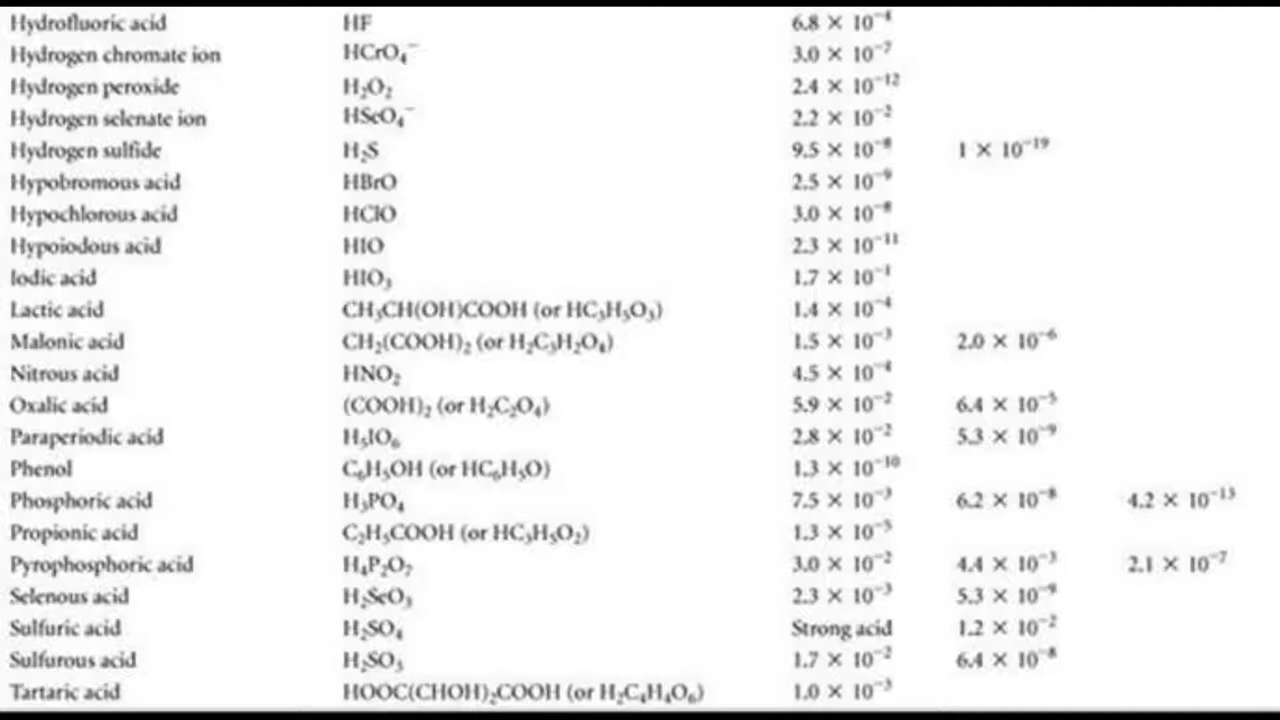 Hydrofluoric acid HF 6.8 × 10⁻⁴
Hydrogen chromate ion HCrO₄⁻ 3.0 × 10⁻⁷
Hydrogen peroxide H₂O₂ 2.4 × 10⁻¹²
Hydrogen selenate ion HSeO₄⁻ 2.2 × 10⁻²
Hydrogen sulfide H₂S 9.5 × 10⁻⁸ 1 × 10⁻¹⁹
Hypobromous acid HBrO 2.5 × 10⁻⁹
Hypochlorous acid HClO 3.0 × 10⁻⁸
Hypoiodous acid HIO 2.3 × 10⁻¹¹
Iodic acid HIO₃ 1.7 × 10⁻¹
Lactic acid CH₃CH(OH)COOH (or HC₃H₅O₃) 1.4 × 10⁻⁴
Malonic acid CH₂(COOH)₂ (or H₂C₃H₂O₄) 1.5 × 10⁻³ 2.0 × 10⁻⁶
Nitrous acid HNO₂ 4.5 × 10⁻⁴
Oxalic acid (COOH)₂ (or H₂C₂O₄) 5.9 × 10⁻² 6.4 × 10⁻⁵
Paraperiodic acid H₅IO₆ 2.8 × 10⁻² 5.3 × 10⁻⁹
Phenol C₆H₅OH (or HC₆H₅O) 1.3 × 10⁻¹⁰
Phosphoric acid H₃PO₄ 7.5 × 10⁻³ 6.2 × 10⁻⁸ 4.2 × 10⁻¹³
Propionic acid C₂H₅COOH (or HC₃H₅O₂) 1.3 × 10⁻⁵
Pyrophosphoric acid H₄P₂O₇ 3.0 × 10⁻² 4.4 × 10⁻³ 2.1 × 10⁻⁷
Selenous acid H₂SeO₃ 2.3 × 10⁻³ 5.3 × 10⁻⁹
Sulfuric acid H₂SO₄ Strong acid 1.2 × 10⁻²
Sulfurous acid H₂SO₃ 1.7 × 10⁻² 6.4 × 10⁻⁸
Tartaric acid HOOC(CHOH)₂COOH (or H₂C₄H₄O₆) 1.0 × 10⁻³